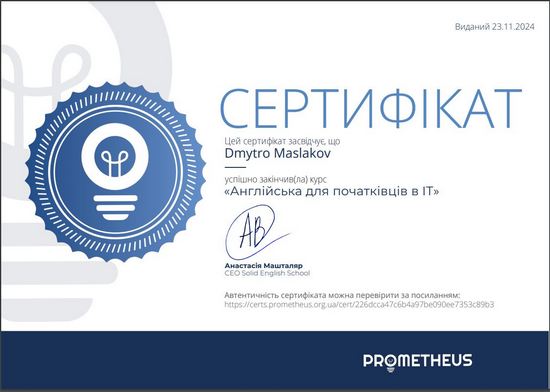 Виданий 23.11.2024
СЕРТИФІКАТ
Цей сертифікат засвідчує, що
Dmytro Maslakov
успішно закінчив(ла) курс
«Англійська для початківців в ІТ»
Анастасія Машталяр
CEO Solid English School
Автентичність сертифіката можна перевірити за посиланням:
https://certs.prometheus.org.ua/cert/226dcca47c6b4a97be090ee7353c89b3
PROMETHEUS